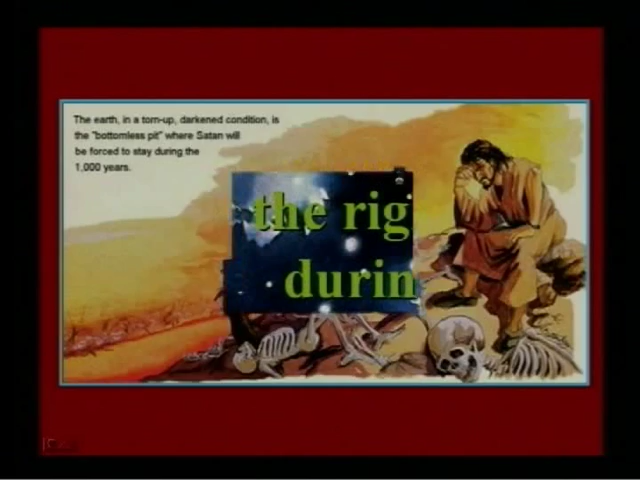 The earth, in a torn-up, darkened condition, is
the "bottomless pit" where Satan will
be forced to stay during the
1,000 years.
the rig
durin